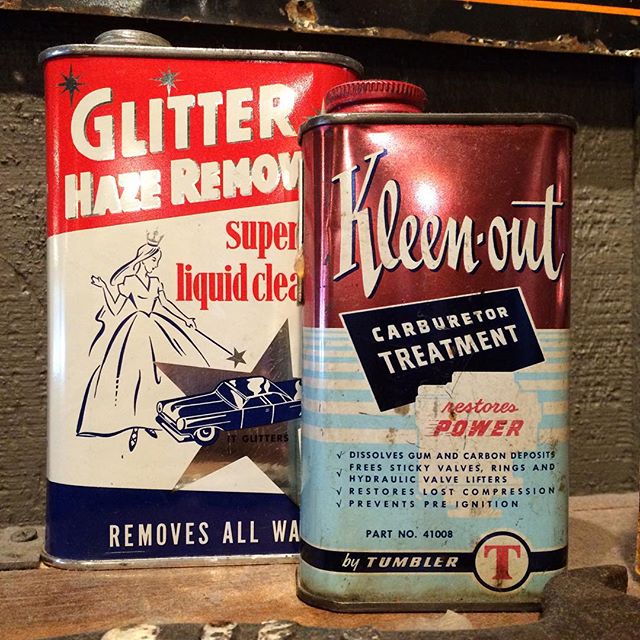 GLITTER
HAZE REMOV
super
liquid clea
IT GLITTERS
REMOVES ALL WA
Kleen-out
CARBURETOR
TREATMENT
restores
POWER
√ DISSOLVES GUM AND CARBON DEPOSITS
√ FREES STICKY VALVES, RINGS AND
HYDRAULIC VALVE LIFTERS
√ RESTORES LOST COMPRESSION
√ PREVENTS PRE IGNITION
PART NO. 41008
by TUMBLER T